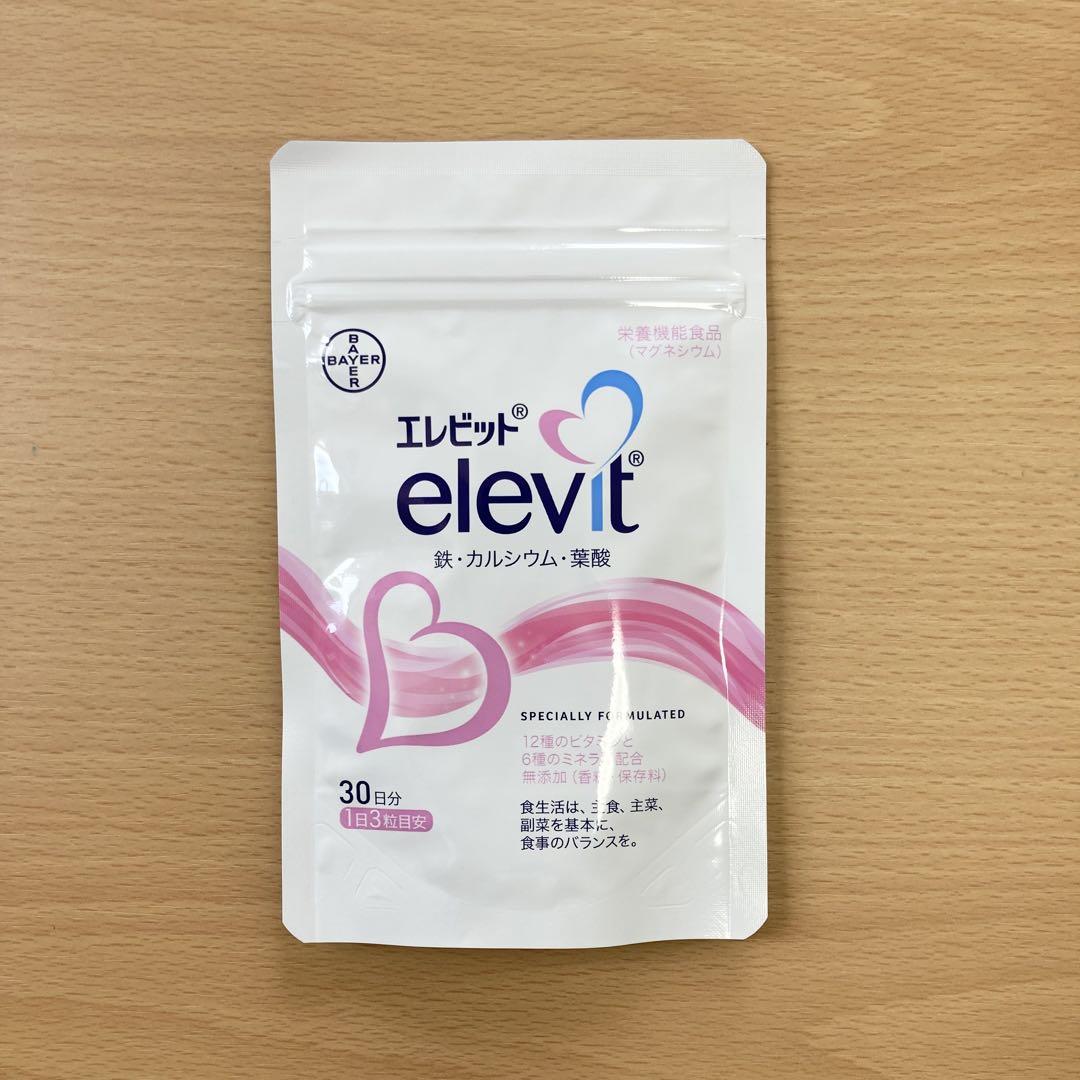 栄養機能食品
(マグネシウム)
BAYER
BAYER
エレビット®
elevit®
鉄・カルシウム・葉酸
SPECIALLY FORMULATED
12種のビタミンと
6種のミネラル配合
無添加(香料・保存料)
30日分
1日3粒目安
食生活は、主食、主菜、
副菜を基本に、
食事のバランスを。